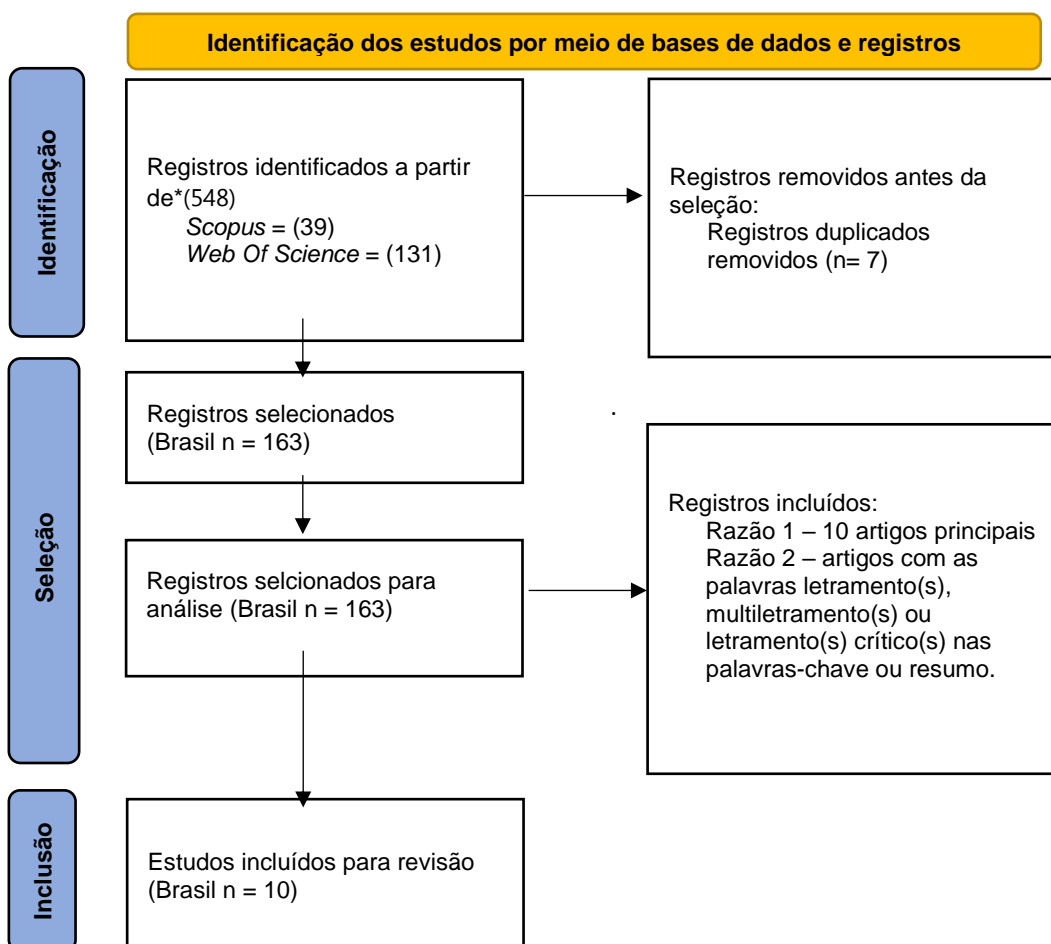 Identificação dos estudos por meio de bases de dados e registros
Identificação
Registros identificados a partir
de*(548)
Scopus = (39)
Web Of Science = (131)
Registros removidos antes da
seleção:
Registros duplicados
removidos (n= 7)
Seleção
Registros selecionados
(Brasil n = 163)
.
Registros selcionados para
análise (Brasil n = 163)
Registros incluídos:
Razão 1 – 10 artigos principais
Razão 2 – artigos com as
palavras letramento(s),
multiletramento(s) ou
letramento(s) crítico(s) nas
palavras-chave ou resumo.
Inclusão
Estudos incluídos para revisão
(Brasil n = 10)